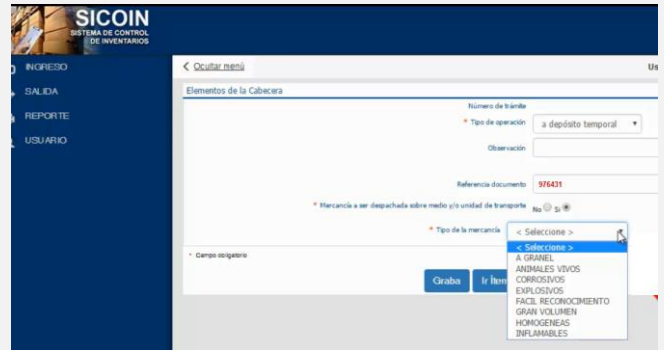 SICOIN
SISTEMA DE CONTROL
DE INVENTARIOS
INGRESO
SALIDA
REPORTE
USUARIO
< Ocultar menú
Us
Elementos de la Cabecera
Número de trámite
* Tipo de operación a depósito temporal
Observación
Referencia documento 976431
* Mercancía a ser despachada sobre medio y/o unidad de transporte No Si
* Tipo de la mercancía < Seleccione >
< Seleccione >
A GRANEL
ANIMALES VIVOS
CORROSIVOS
EXPLOSIVOS
FACIL RECONOCIMIENTO
GRAN VOLUMEN
HOMOGENEAS
INFLAMABLES
* Campo obligatorio
Graba Ir Ítem